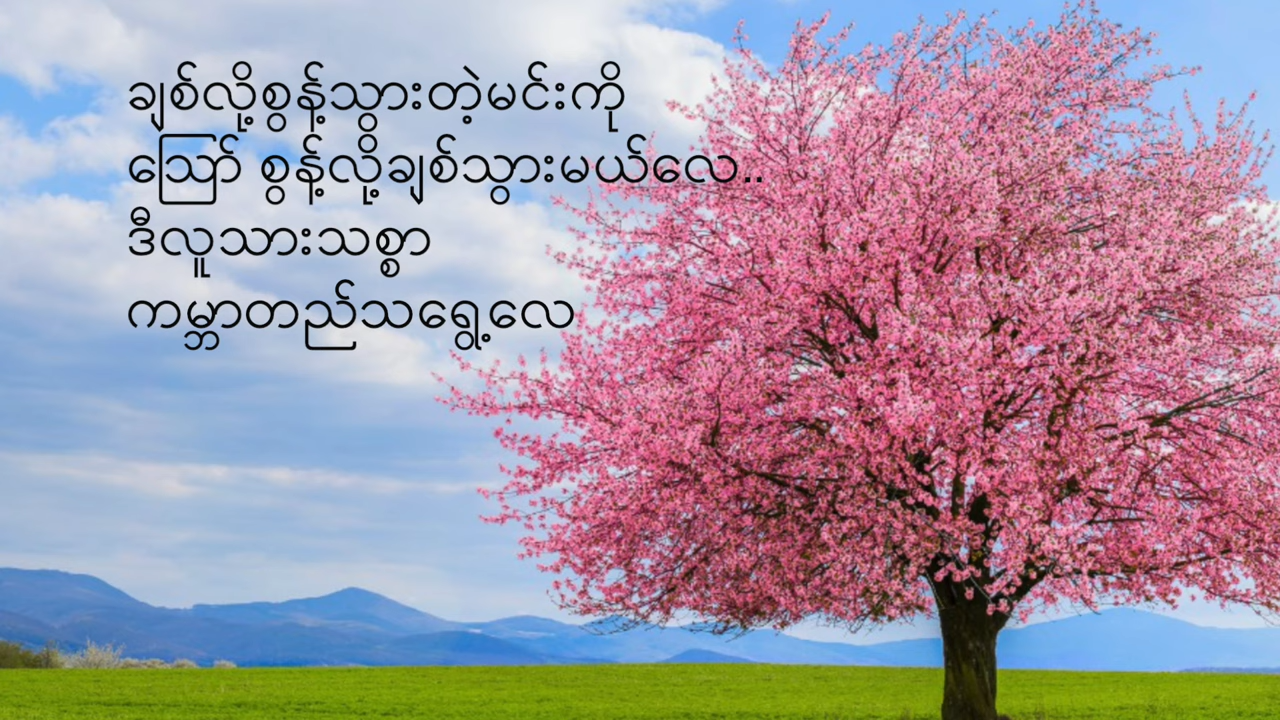 ချစ်လို့စွန့်သွားတဲ့မင်းကို
ဩော် စွန့်လို့ချစ်သွားမယ်လေ..
ဒီလူသားသစ္စာ
ကမ္ဘာတည်သရွေ့လေ